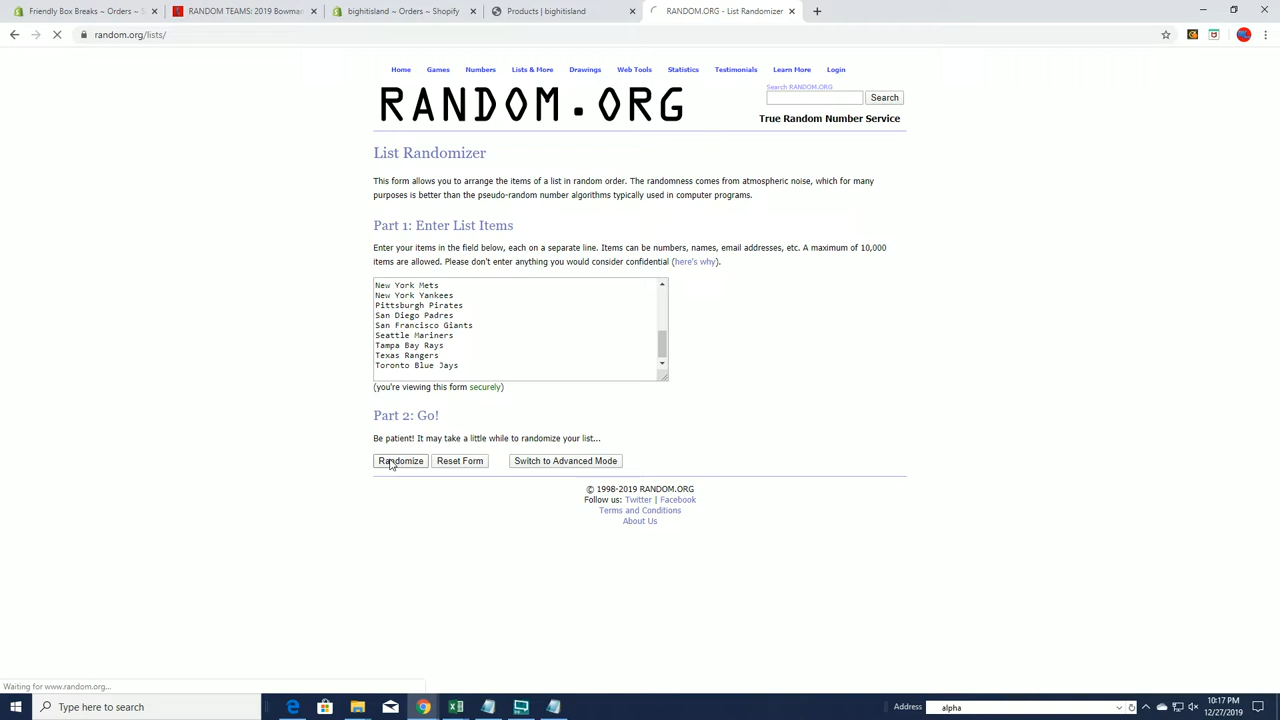 Friendly Box Breaks ~ Orders ~ S
RANDOM TEAMS: 2019 Bowma
bightisland ~ Orders ~ Shopify
Products | bightisland
RANDOM.ORG - List Randomizer
random.org/lists/
Home Games Numbers Lists & More Drawings Web Tools Statistics Testimonials Learn More Login
RANDOM.ORG
Search RANDOM.ORG
Search
True Random Number Service
List Randomizer
This form allows you to arrange the items of a list in random order. The randomness comes from atmospheric noise, which for many
purposes is better than the pseudo-random number algorithms typically used in computer programs.
Part 1: Enter List Items
Enter your items in the field below, each on a separate line. Items can be numbers, names, email addresses, etc. A maximum of 10,000
items are allowed. Please don't enter anything you would consider confidential (here's why).
New York Mets
New York Yankees
Pittsburgh Pirates
San Diego Padres
San Francisco Giants
Seattle Mariners
Tampa Bay Rays
Texas Rangers
Toronto Blue Jays
(you're viewing this form securely)
Part 2: Go!
Be patient! It may take a little while to randomize your list...
Randomize Reset Form Switch to Advanced Mode
© 1998-2019 RANDOM.ORG
Follow us: Twitter | Facebook
Terms and Conditions
About Us
Waiting for www.random.org...
Type here to search
Address alpha
10:17 PM
12/27/2019